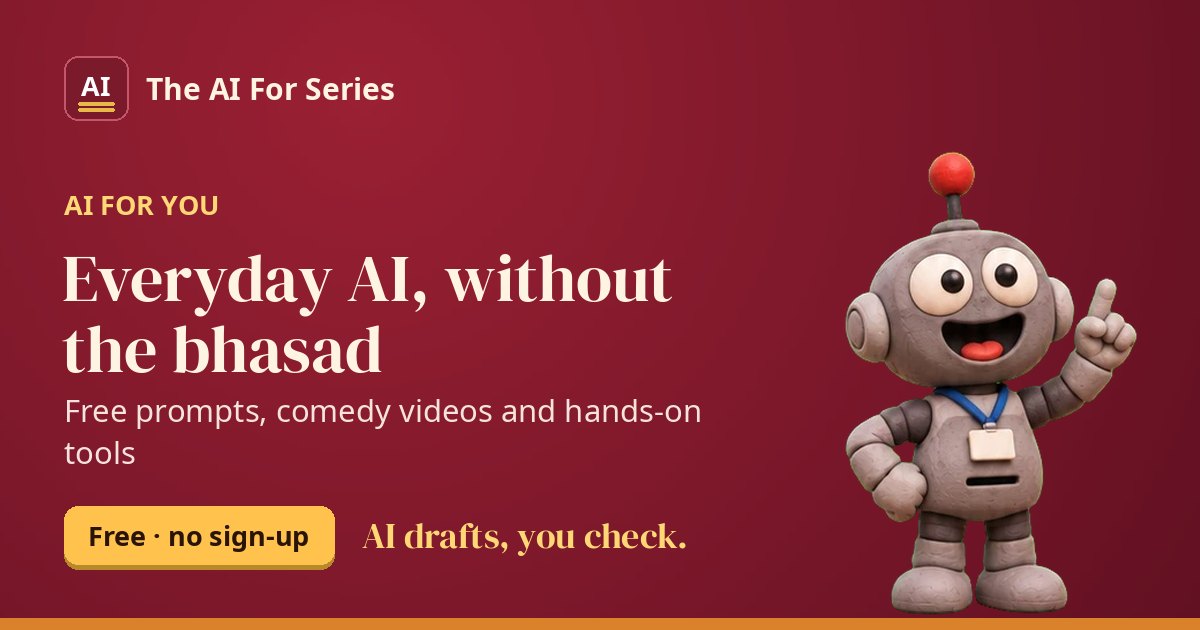 AI
The AI For Series
AI FOR YOU
Everyday AI, without
the bhasad
Free prompts, comedy videos and hands-on
tools
Free · no sign-up
AI drafts, you check.